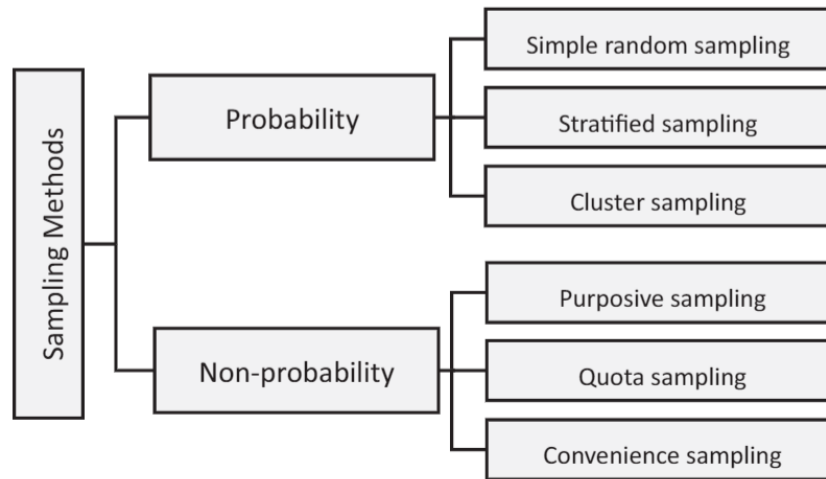 Sampling Methods
Probability
Simple random sampling
Stratified sampling
Cluster sampling
Non-probability
Purposive sampling
Quota sampling
Convenience sampling